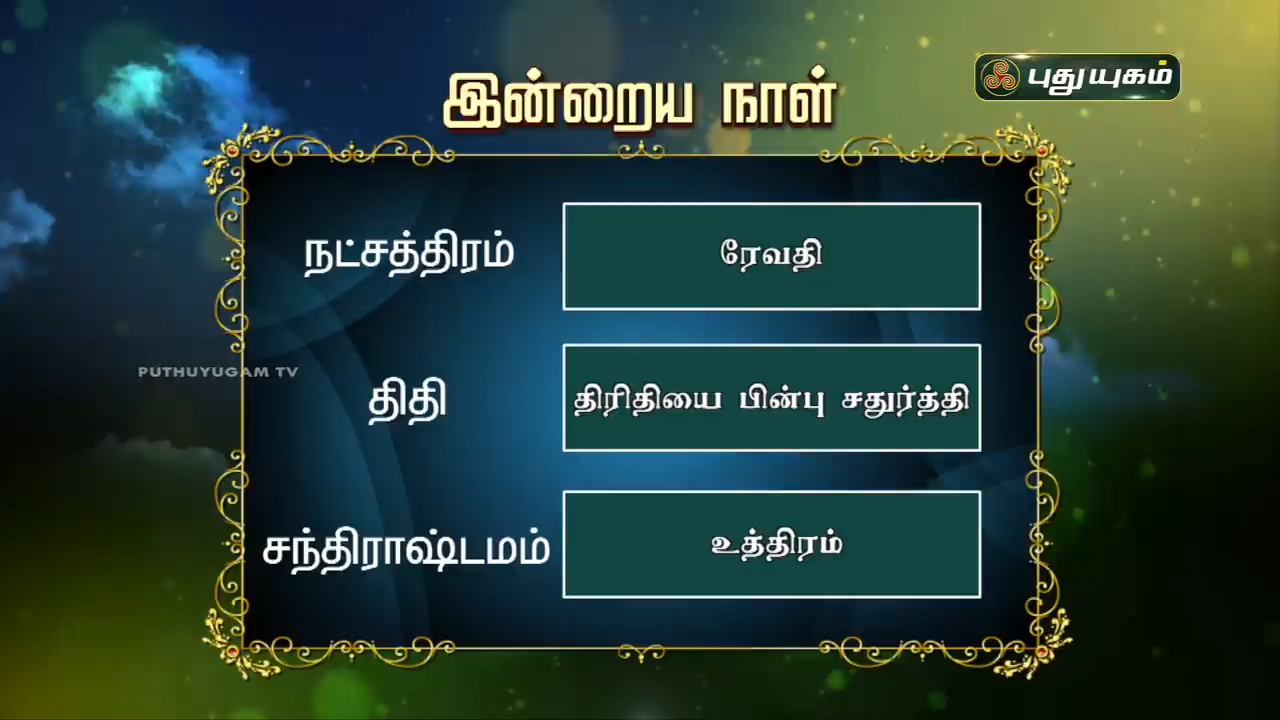 புதுயுகம்
இன்றைய நாள்
நட்சத்திரம் ரேவதி
PUTHUYUGAM TV
திதி திரிதியை பின்பு சதுர்த்தி
சந்திராஷ்டமம் உத்திரம்